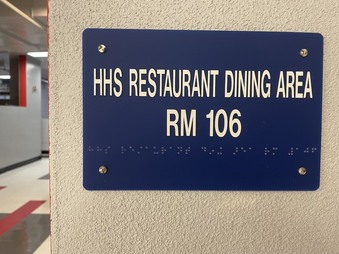 HHS RESTAURANT DINING AREA
RM 106